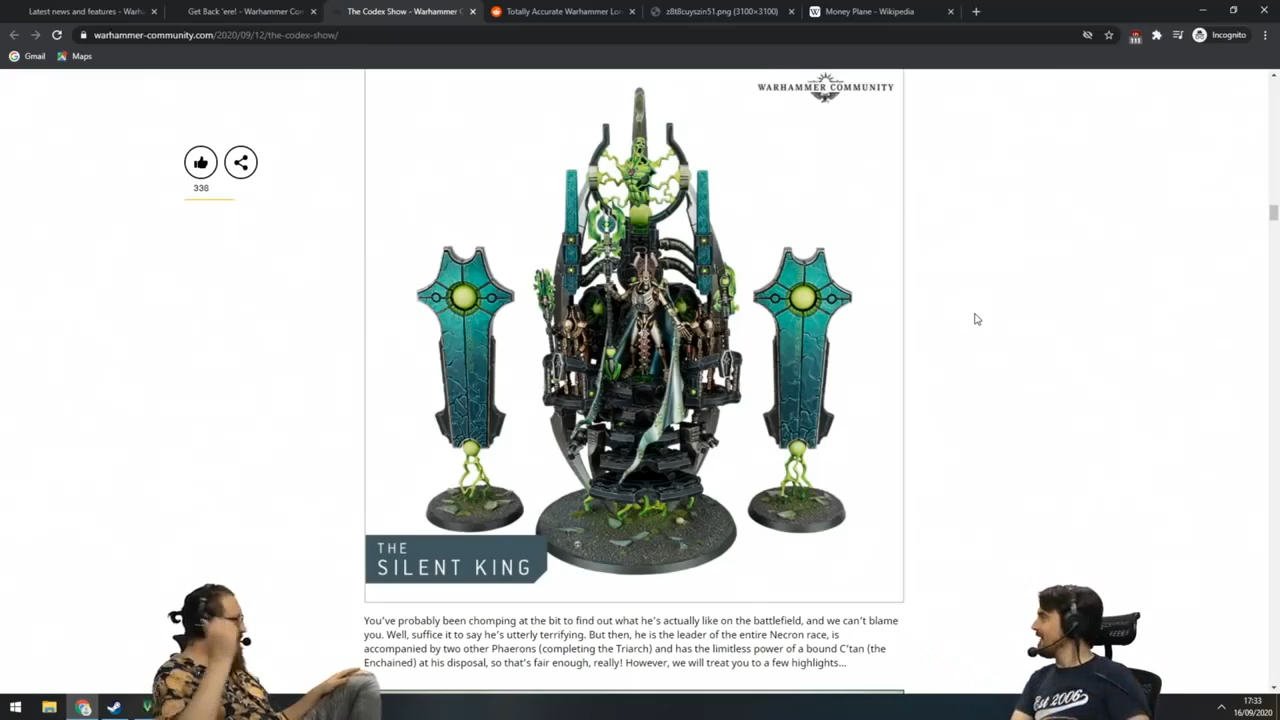 Latest news and features - Warh
Get Back 'ere! - Warhammer Con
The Codex Show - Warhammer C
Totally Accurate Warhammer Lor
z8t8cuyszin51.png (3100×3100)
Money Plane - Wikipedia
warhammer-community.com/2020/09/12/the-codex-show/
111
Incognito
Gmail
Maps
WARHAMMER COMMUNITY
338
THE
SILENT KING
You've probably been chomping at the bit to find out what he's actually like on the battlefield, and we can't blame
you. Well, suffice it to say he's utterly terrifying. But then, he is the leader of the entire Necron race, is
accompanied by two other Phaerons (completing the Triarch) and has the limitless power of a bound C'tan (the
Enchained) at his disposal, so that's fair enough, really! However, we will treat you to a few highlights...
Est 2006
17:33
16/09/2020